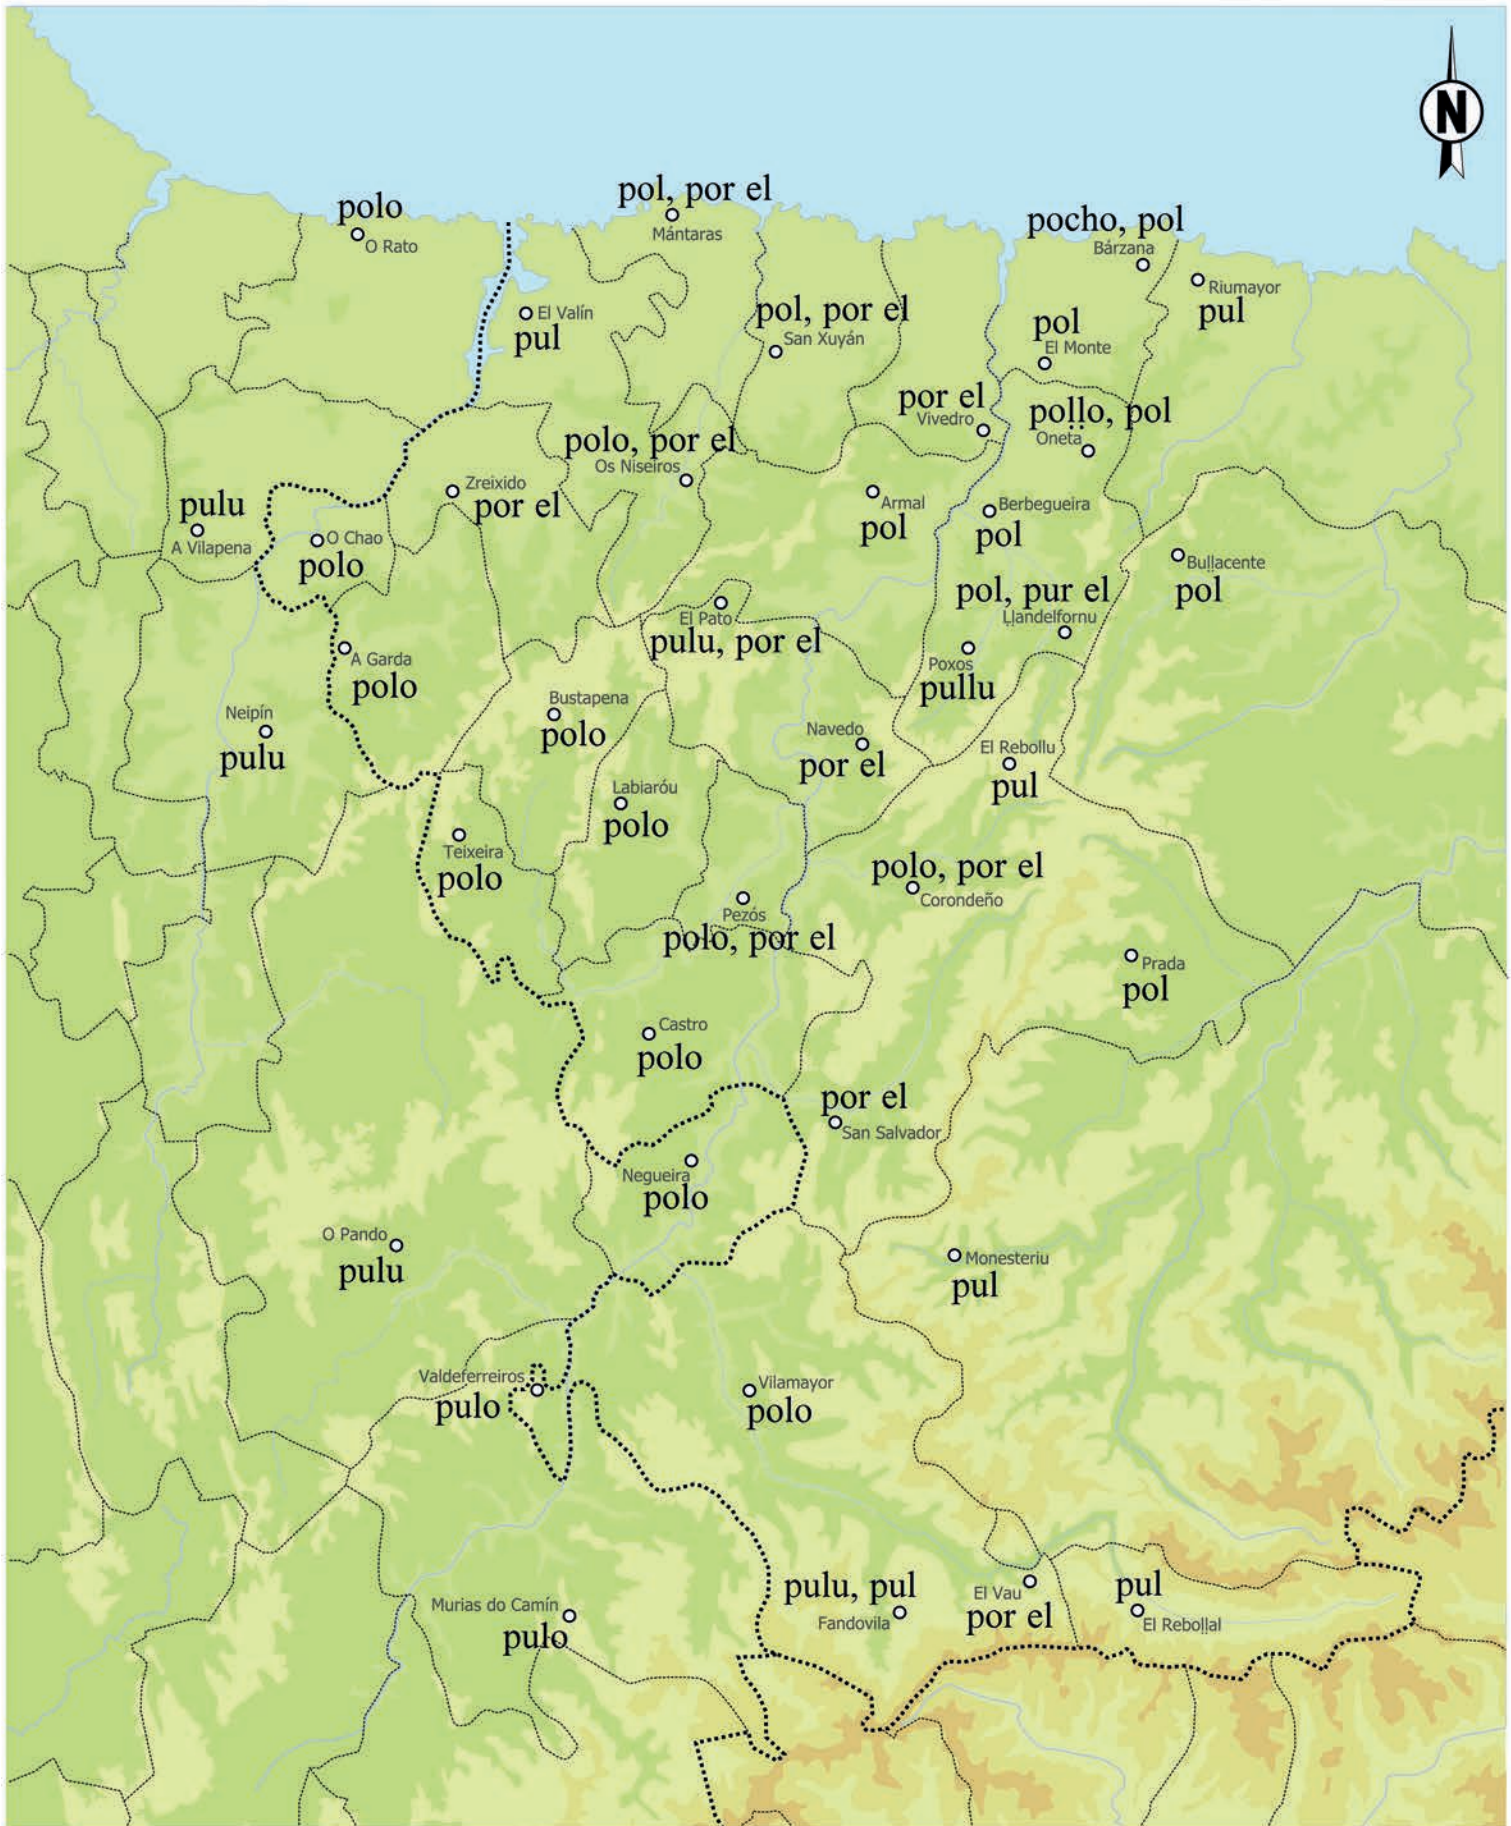 N
pol, por el
Mántaras
polo
O Rato
pocho, pol
Bárzana
Riumayor
pul
El Valín
pul
pol, por el
San Xuyán
pol
El Monte
por el
Vivedro
poḷḷo, pol
Oneta
polo, por el
Os Niseiros
Zreixido
por el
Armal
pol
Berbegueira
pol
pulu
A Vilapena
O Chao
polo
Buḷḷacente
pol
pol, pur el
Ḷḷandelfornu
El Pato
pulu, por el
A Garda
polo
Poxos
pullu
Bustapena
polo
Neipín
pulu
Navedo
por el
El Rebollu
pul
Labiaróu
polo
Teixeira
polo
polo, por el
Corondeño
Pezós
polo, por el
Prada
pol
Castro
polo
por el
San Salvador
Negueira
polo
O Pando
pulu
Monesteriu
pul
Valdeferreiros
pulo
Vilamayor
polo
pulu, pul
Fandovila
El Vau
por el
pul
El Reboḷḷal
Murias do Camín
pulo